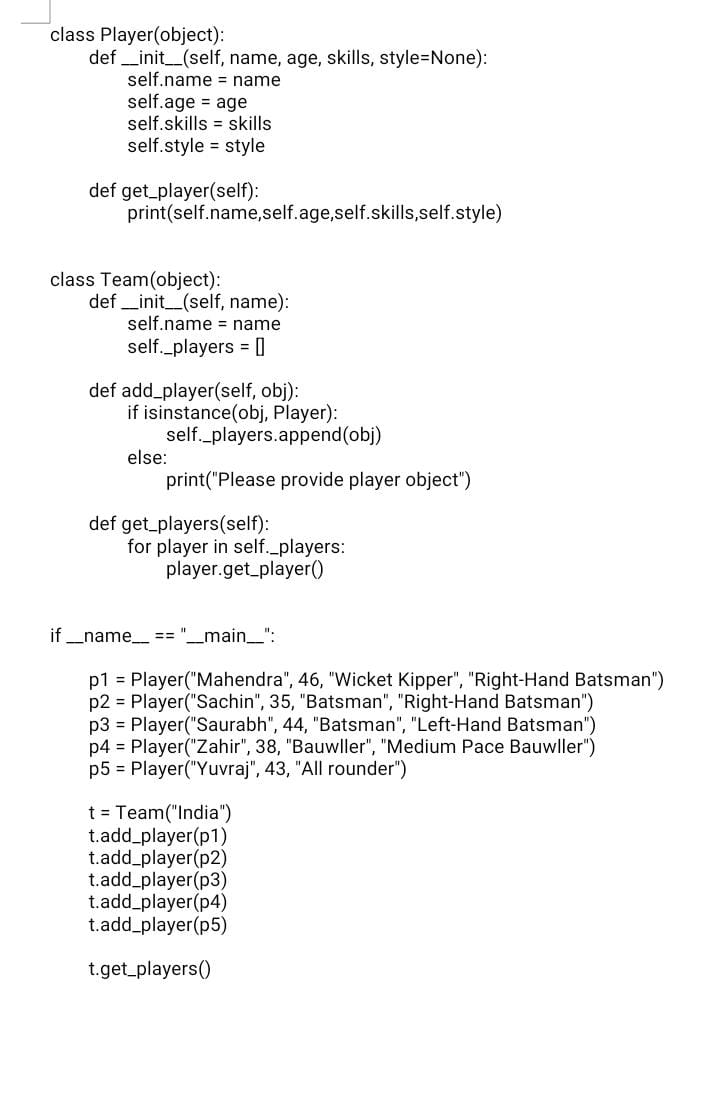 class Player(object):
    def __init__(self, name, age, skills, style=None):
        self.name = name
        self.age = age
        self.skills = skills
        self.style = style

    def get_player(self):
        print(self.name,self.age,self.skills,self.style)


class Team(object):
    def __init__(self, name):
        self.name = name
        self._players = []

    def add_player(self, obj):
        if isinstance(obj, Player):
            self._players.append(obj)
        else:
            print("Please provide player object")

    def get_players(self):
        for player in self._players:
            player.get_player()


if __name__ == "__main__":

    p1 = Player("Mahendra", 46, "Wicket Kipper", "Right-Hand Batsman")
    p2 = Player("Sachin", 35, "Batsman", "Right-Hand Batsman")
    p3 = Player("Saurabh", 44, "Batsman", "Left-Hand Batsman")
    p4 = Player("Zahir", 38, "Bauwller", "Medium Pace Bauwller")
    p5 = Player("Yuvraj", 43, "All rounder")

    t = Team("India")
    t.add_player(p1)
    t.add_player(p2)
    t.add_player(p3)
    t.add_player(p4)
    t.add_player(p5)

    t.get_players()